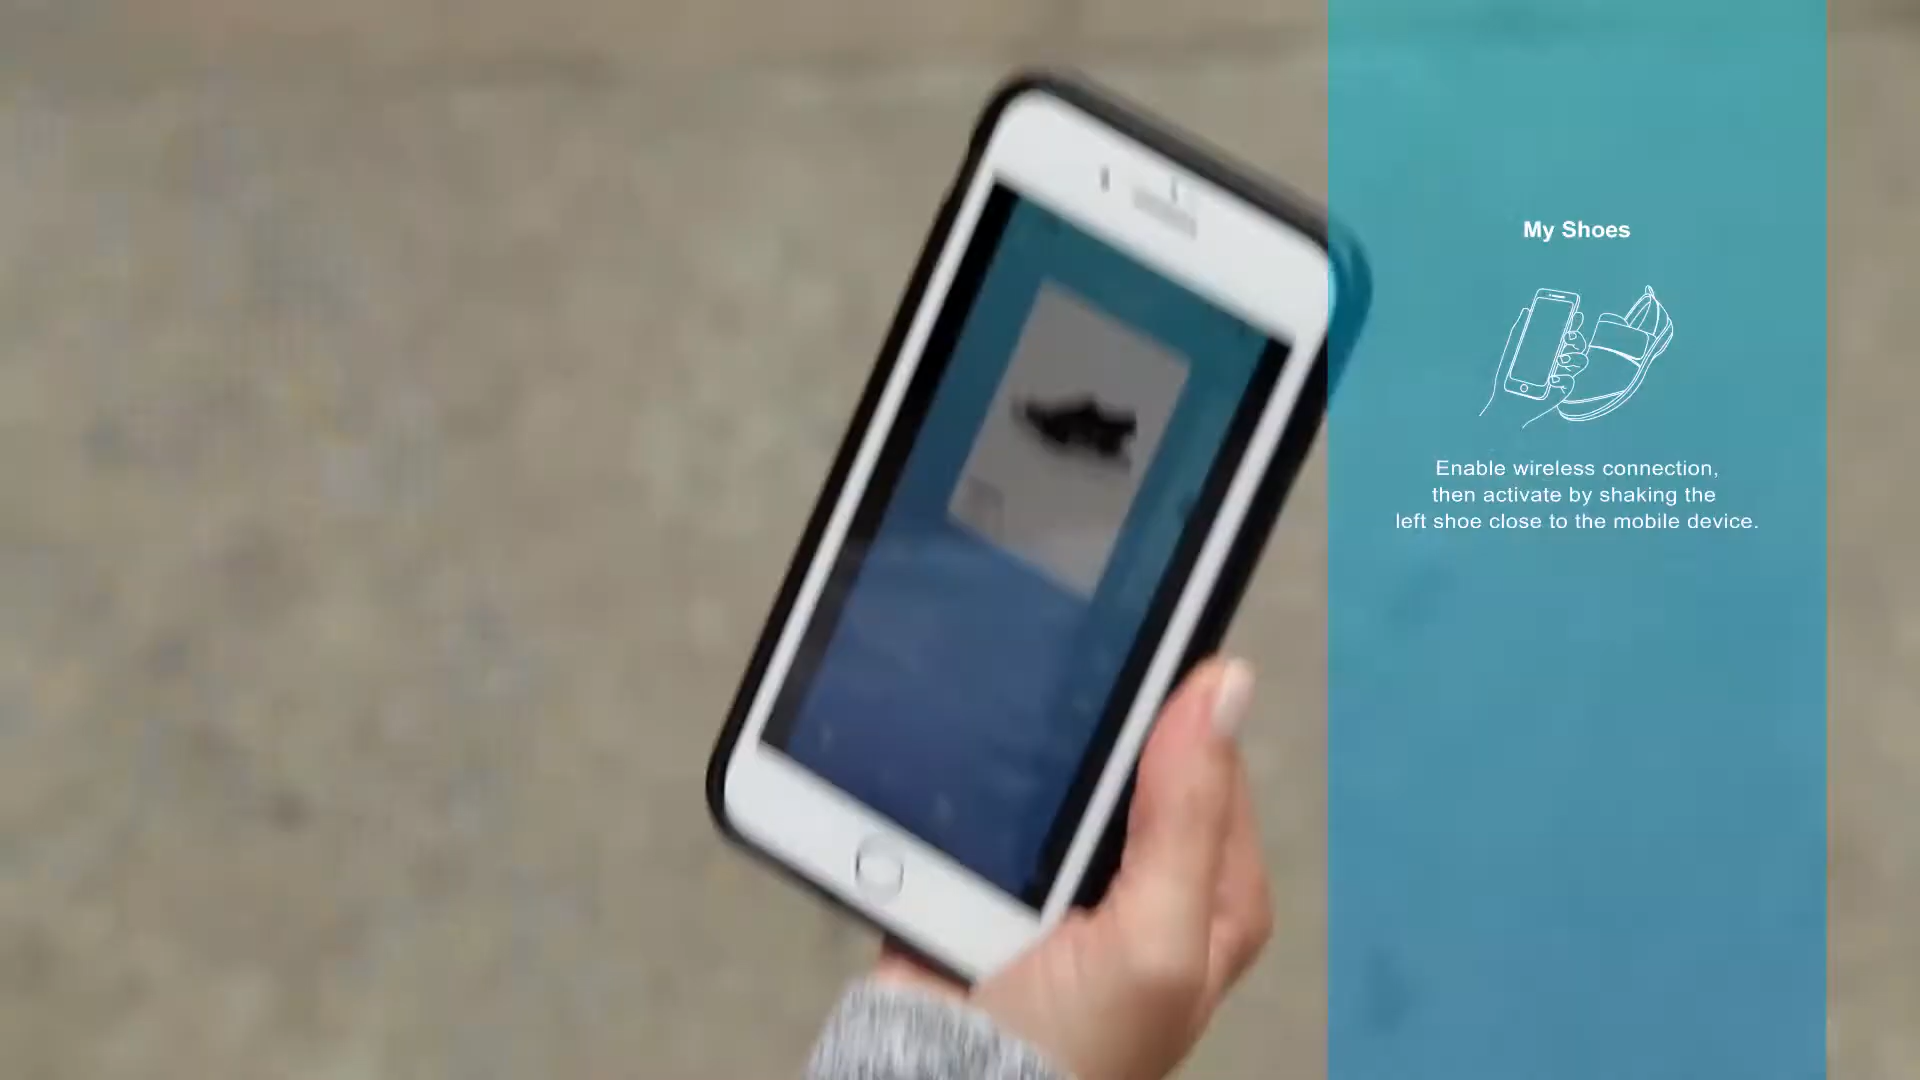 My Shoes
Enable wireless connection,
then activate by shaking the
left shoe close to the mobile device.